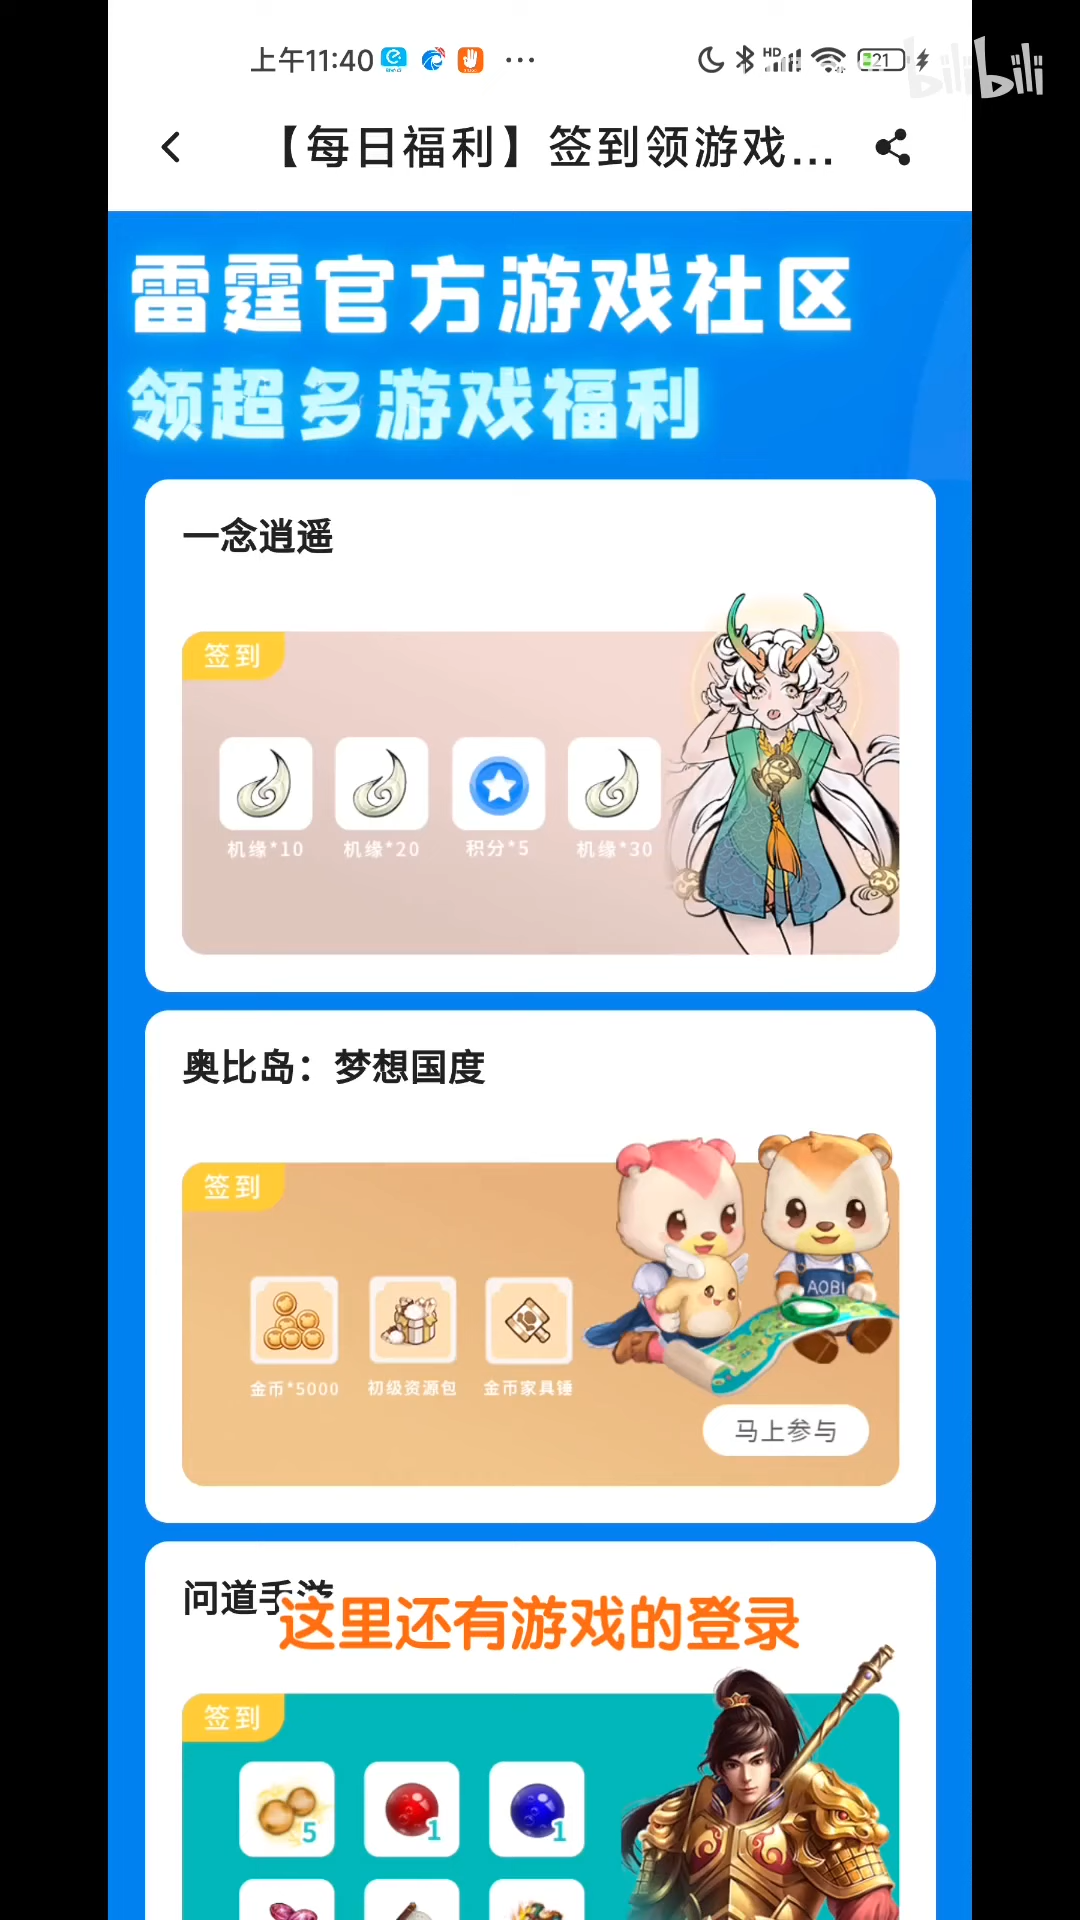 上午11:40
HD
21
bilibili
【每日福利】签到领游戏...
雷霆官方游戏社区
领超多游戏福利
一念逍遥
签到
机缘*10 机缘*20 积分*5 机缘*30
奥比岛：梦想国度
签到
AOBI
金币*5000 初级资源包 金币家具锤
马上参与
问道手游
这里还有游戏的登录
签到
5 1 1